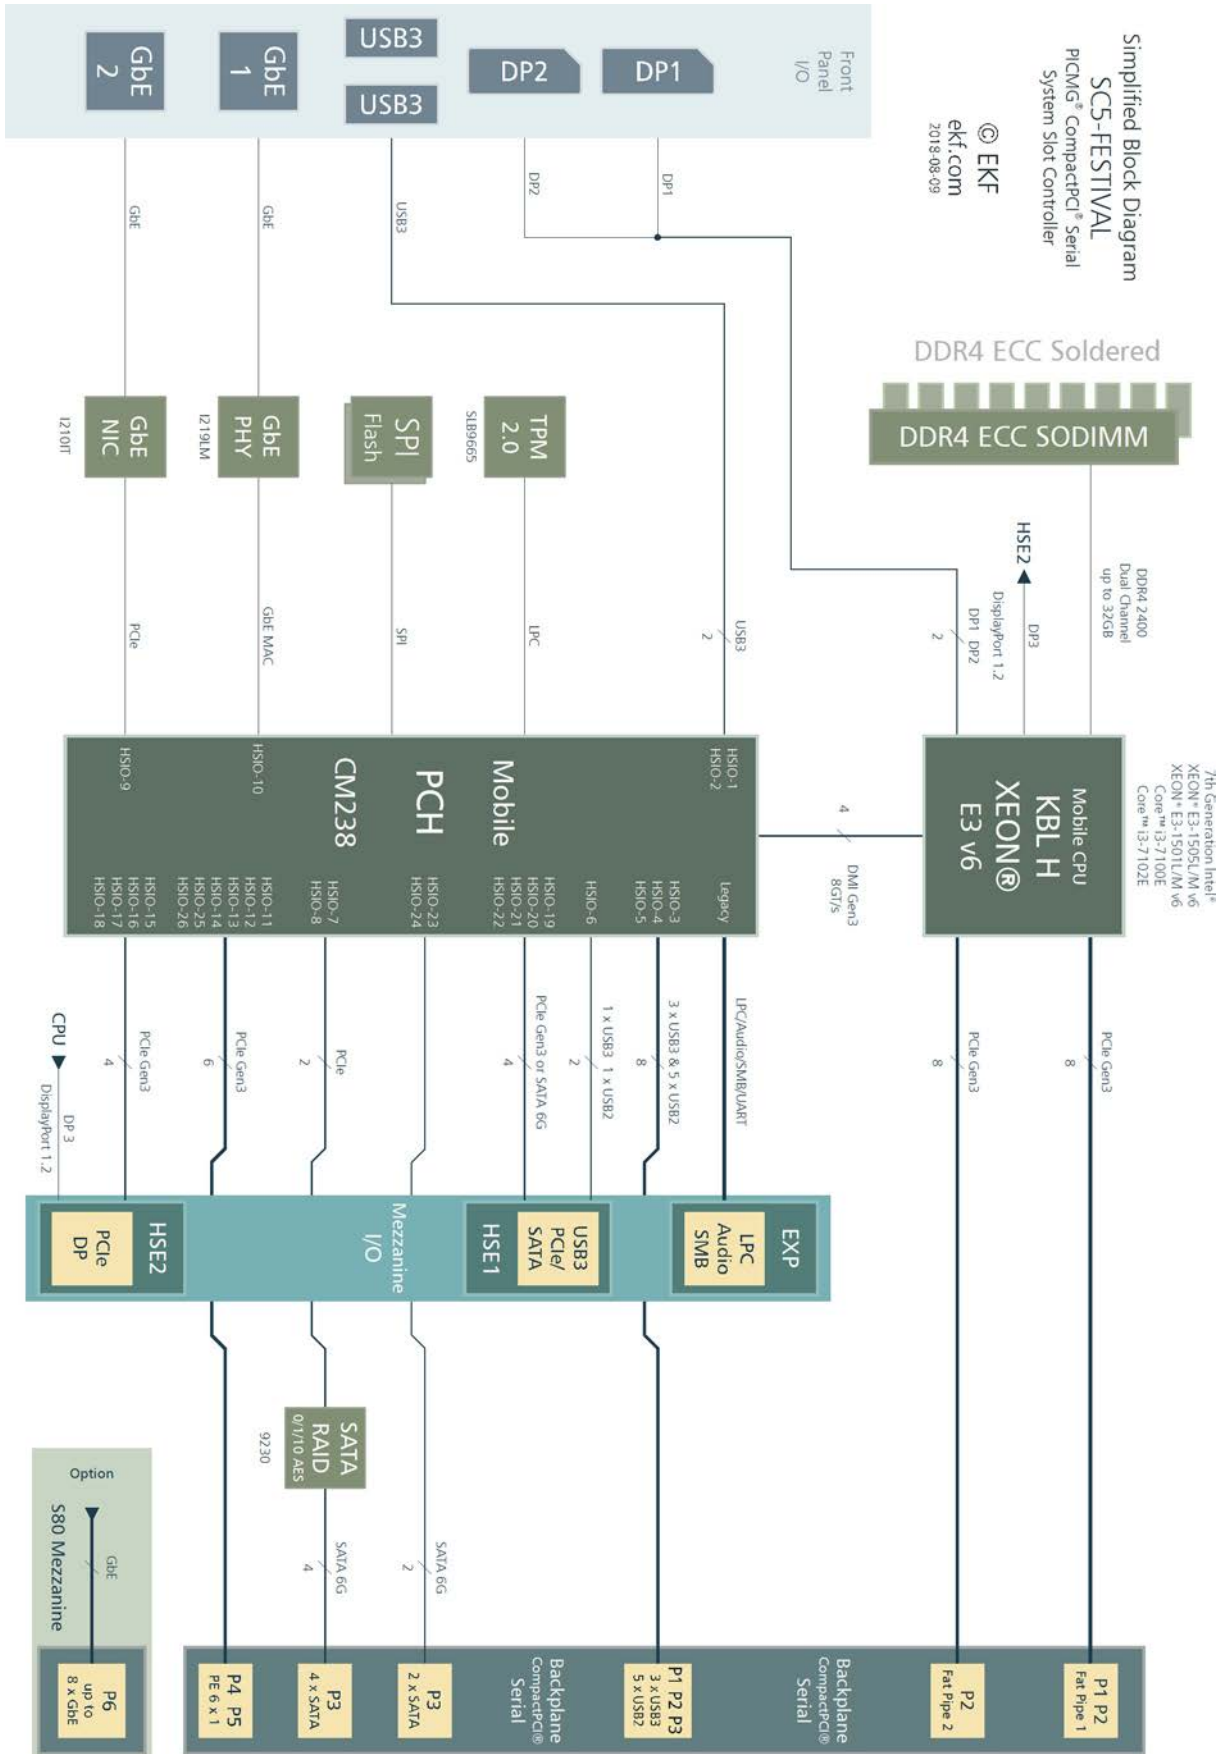 Simplified Block Diagram
SC5-FESTIVAL
PICMG® CompactPCI® Serial
System Slot Controller
© EKF
ekf.com
2018-08-09
Front
Panel
I/O
DP1
DP2
USB3
USB3
GbE
1
GbE
2
DP1
DP2
USB3
GbE
GbE
DDR4 ECC Soldered
DDR4 ECC SODIMM
TPM
2.0
SLB9665
SPI
Flash
GbE
PHY
I219LM
GbE
NIC
I210IT
DDR4 2400
Dual Channel
up to 32GB
HSE2
DP3
DisplayPort 1.2
DP1 DP2
2
USB3
2
LPC
SPI
GbE MAC
PCIe
7th Generation Intel®
XEON® E3-1505L/M v6
XEON® E3-1501L/M v6
Core™ i3-7100E
Core™ i3-7102E
Mobile CPU
KBL H
XEON®
E3 v6
4
DMI Gen3
8GT/s
HSIO-1
HSIO-2
HSIO-10
HSIO-9
Mobile
PCH
CM238
Legacy
HSIO-3
HSIO-4
HSIO-5
HSIO-6
HSIO-19
HSIO-20
HSIO-21
HSIO-22
HSIO-23
HSIO-24
HSIO-7
HSIO-8
HSIO-11
HSIO-12
HSIO-13
HSIO-14
HSIO-25
HSIO-26
HSIO-15
HSIO-16
HSIO-17
HSIO-18
PCIe Gen3
8
PCIe Gen3
8
LPC/Audio/SMB/UART
3 x USB3 & 5 x USB2
8
1 x USB3 1 x USB2
2
PCIe Gen3 or SATA 6G
4
PCIe
2
PCIe Gen3
6
PCIe Gen3
4
CPU
DP 3
DisplayPort 1.2
EXP
LPC
Audio
SMB
USB3
PCIe/
SATA
HSE1
Mezzanine
I/O
HSE2
PCIe
DP
SATA
RAID
0/1/10 AES
9230
SATA 6G
2
SATA 6G
4
Option
S80 Mezzanine
GbE
P1 P2
Fat Pipe 1
P2
Fat Pipe 2
Backplane
CompactPCI®
Serial
P1 P2 P3
3 x USB3
5 x USB2
Backplane
CompactPCI®
Serial
P3
2 x SATA
P3
4 x SATA
P4 P5
PE 6 x 1
P6
up to
8 x GbE